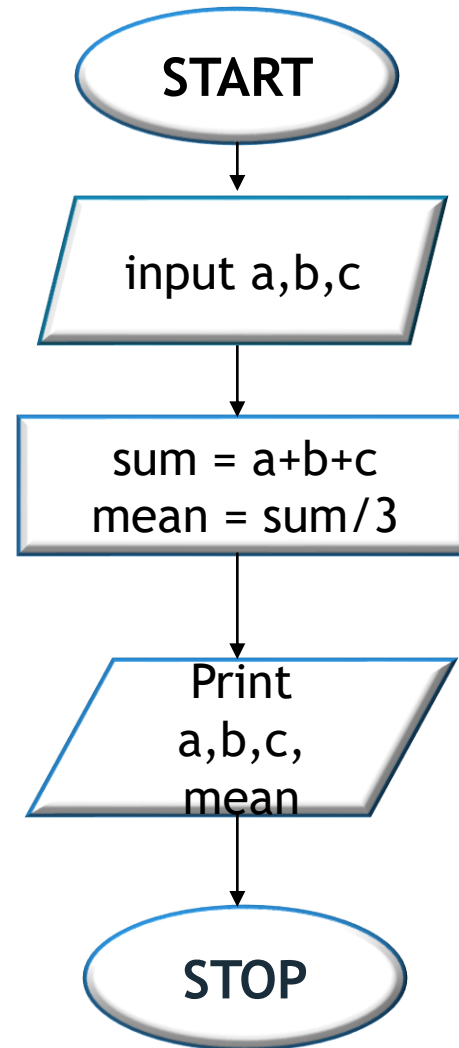 START
input a,b,c
sum = a+b+c
mean = sum/3
Print
a,b,c,
mean
STOP